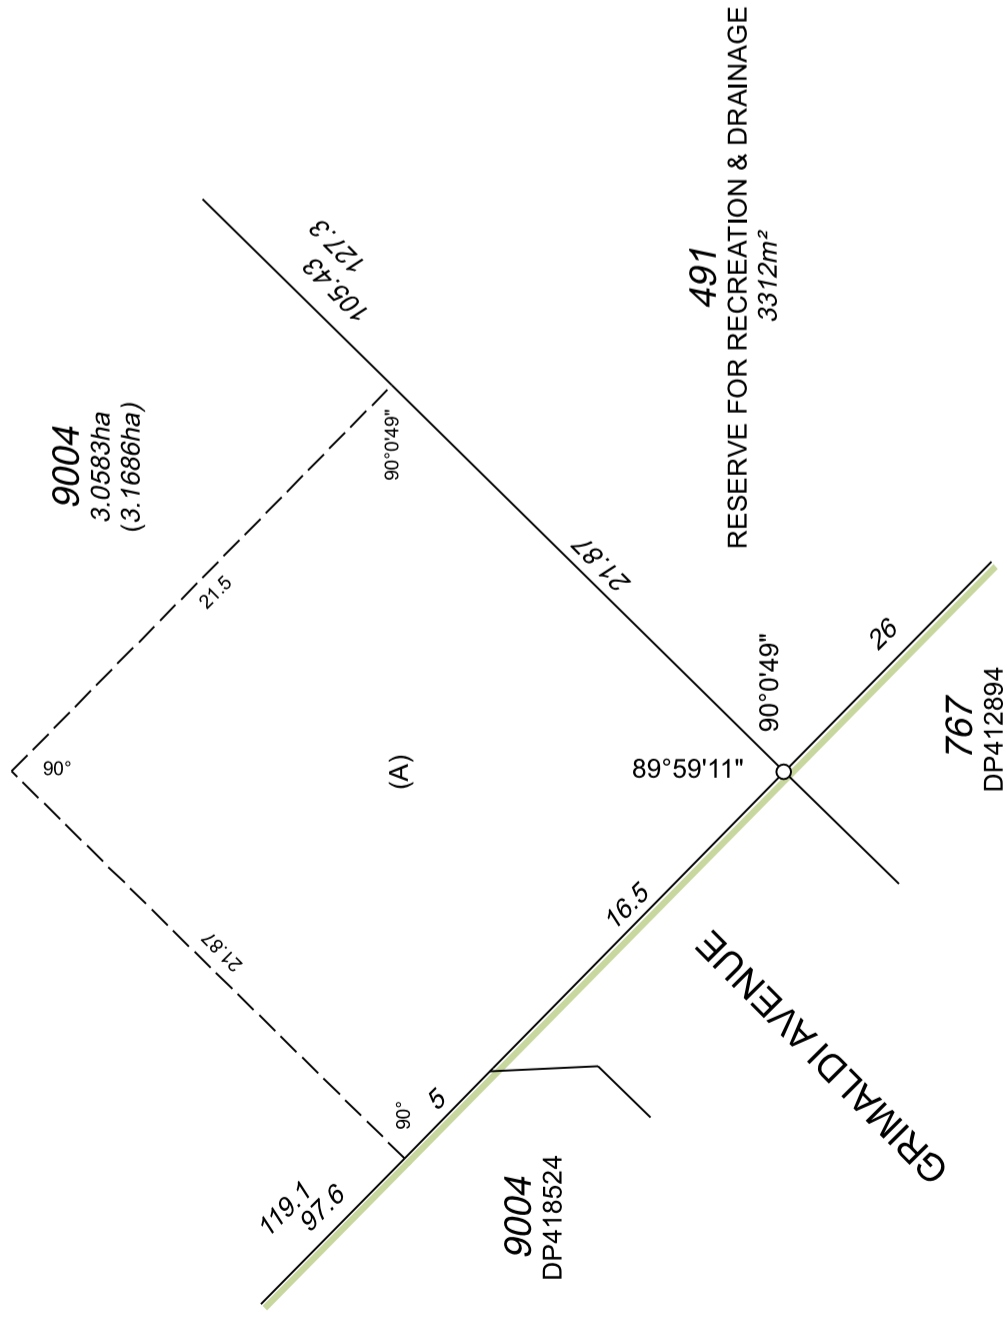 9004
3.0583ha
(3.1686ha)
105.43
127.3
491
RESERVE FOR RECREATION & DRAINAGE
3312m²
90°0'49"
21.5
21.87
90°
(A)
89°59'11"
90°0'49"
26
767
DP412894
21.87
16.5
GRIMALDI AVENUE
90°
5
119.1
97.6
9004
DP418524